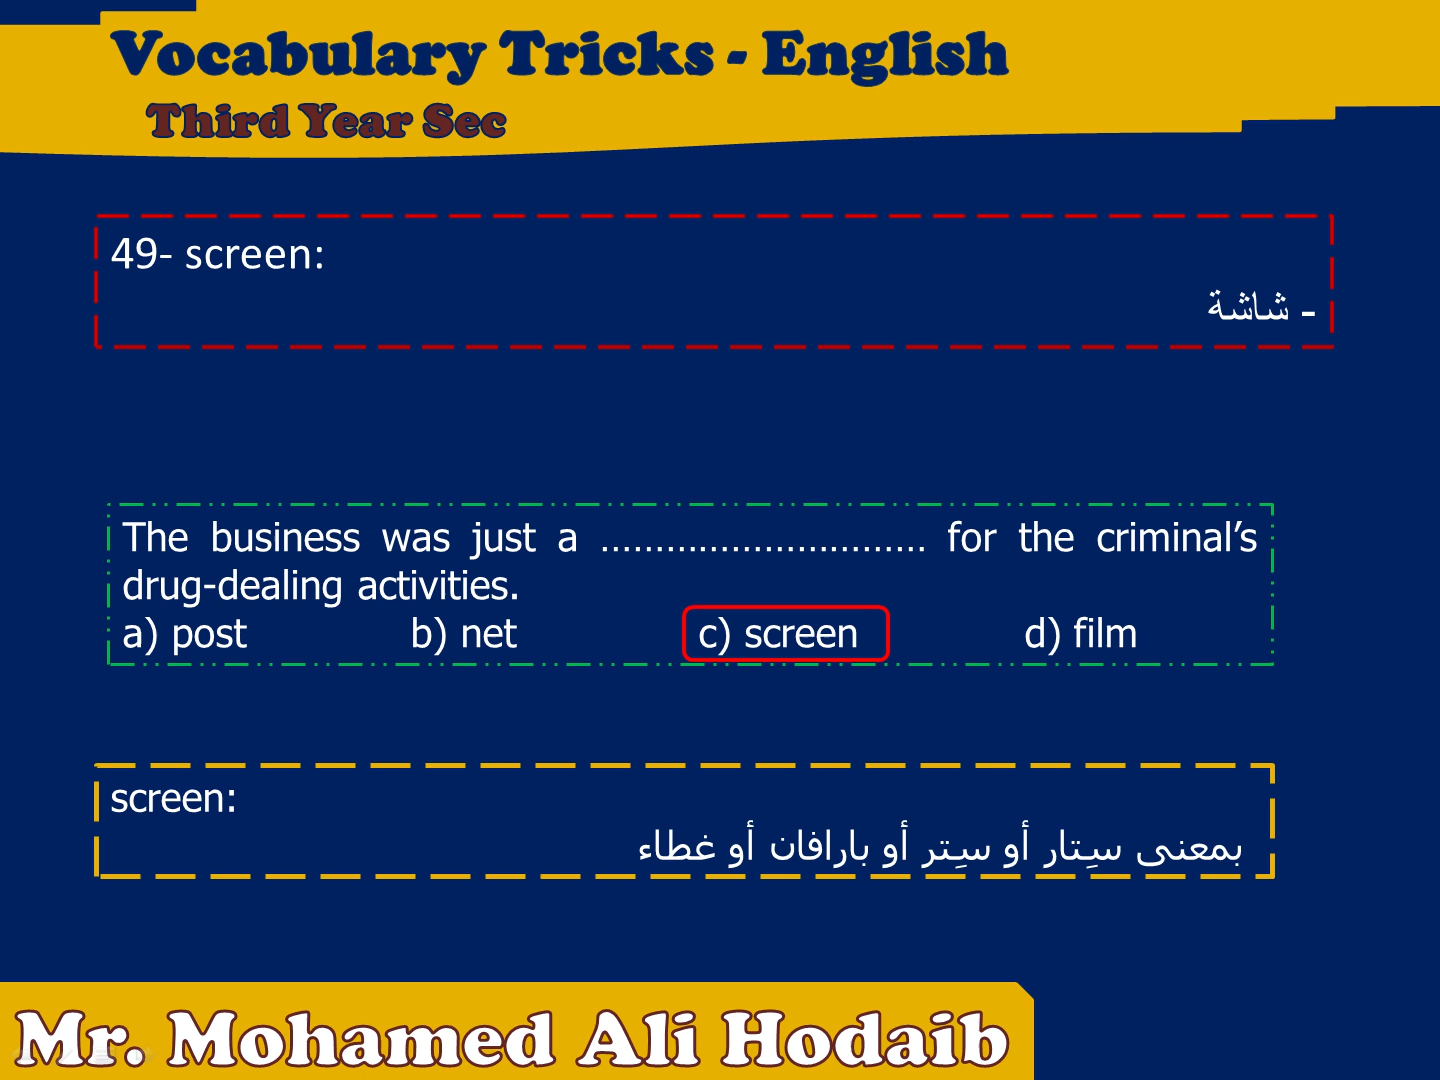 Vocabulary Tricks - English
Third Year Sec
49- screen:
- شاشة
The business was just a ………………………… for the criminal’s
drug-dealing activities.
a) post b) net c) screen d) film
screen:
بمعنى سِتار أو سِتر أو بارافان أو غطاء
Mr. Mohamed Ali Hodaib